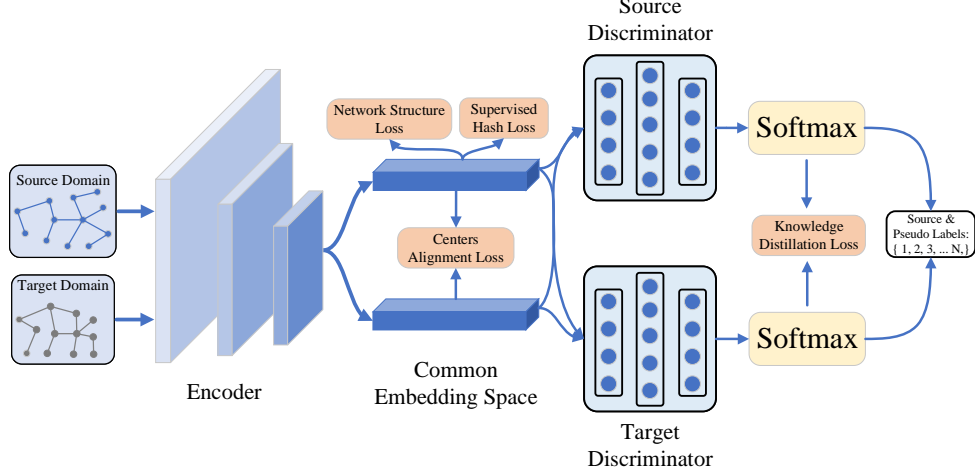 Source
Discriminator
Network Structure
Loss
Supervised
Hash Loss
Softmax
Source Domain
Centers
Alignment Loss
Knowledge
Distillation Loss
Source &
Pseudo Labels:
{ 1, 2, 3, ... N,}
Target Domain
Softmax
Encoder
Common
Embedding Space
Target
Discriminator